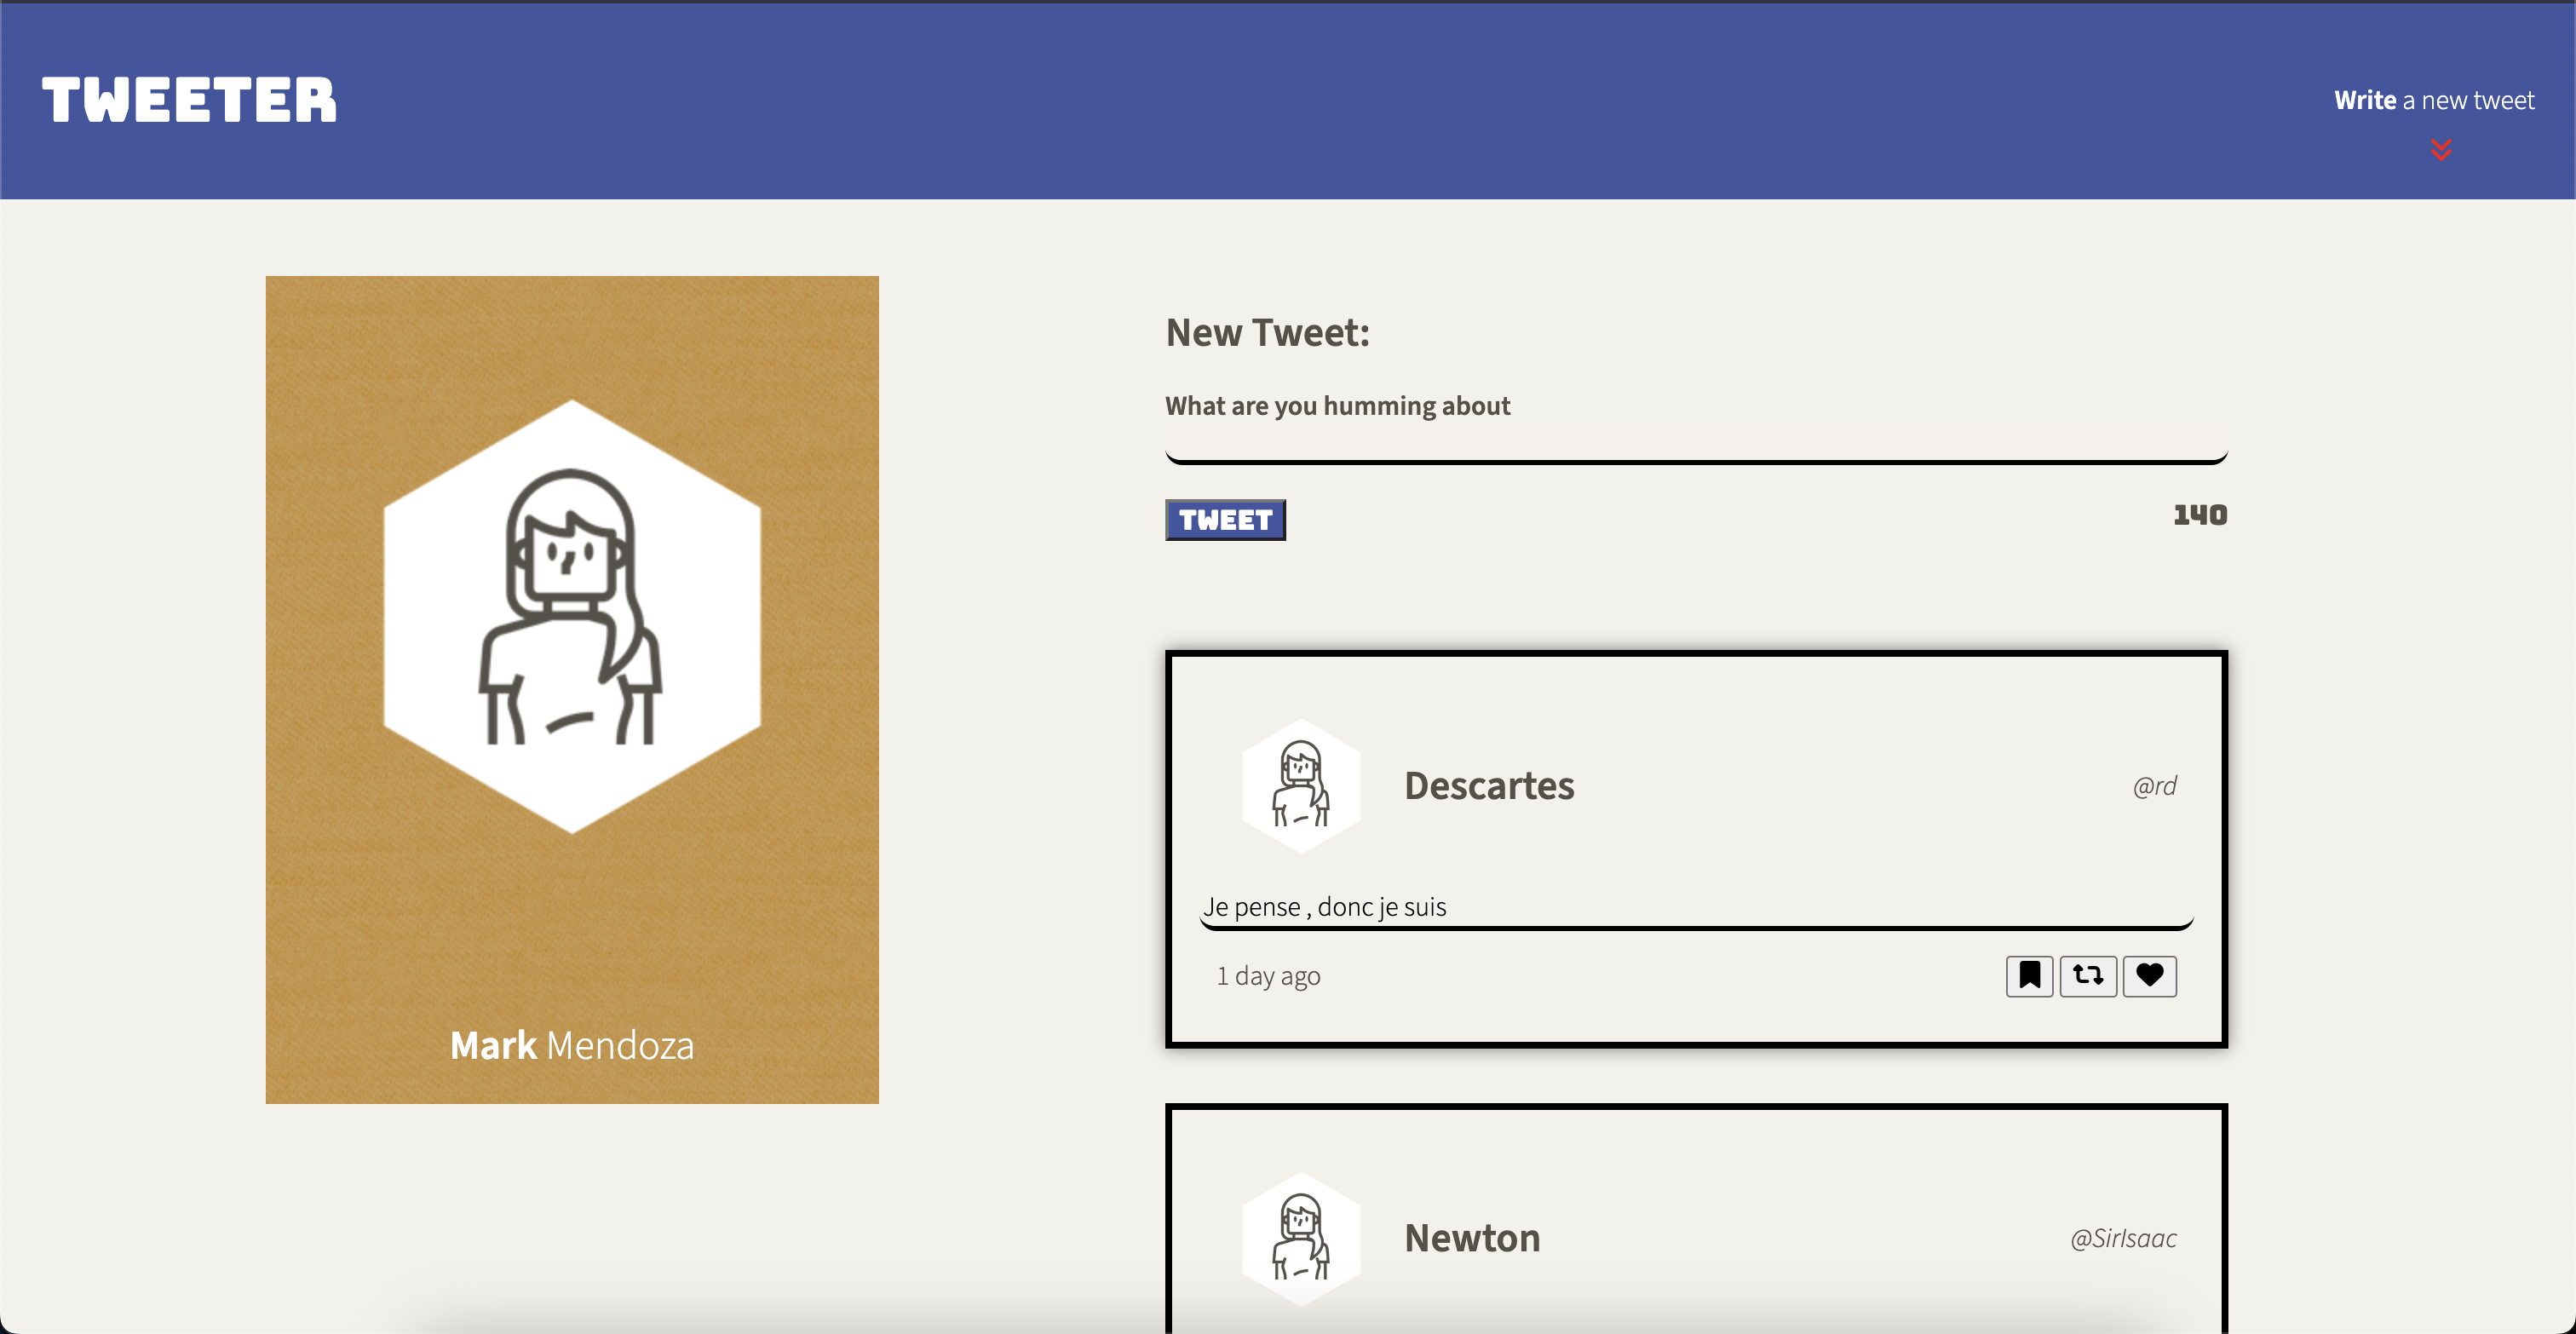 TWEETER
Write a new tweet
Mark Mendoza
New Tweet:
What are you humming about
TWEET
140
Descartes
@rd
Je pense , donc je suis
1 day ago
Newton
@SirIsaac